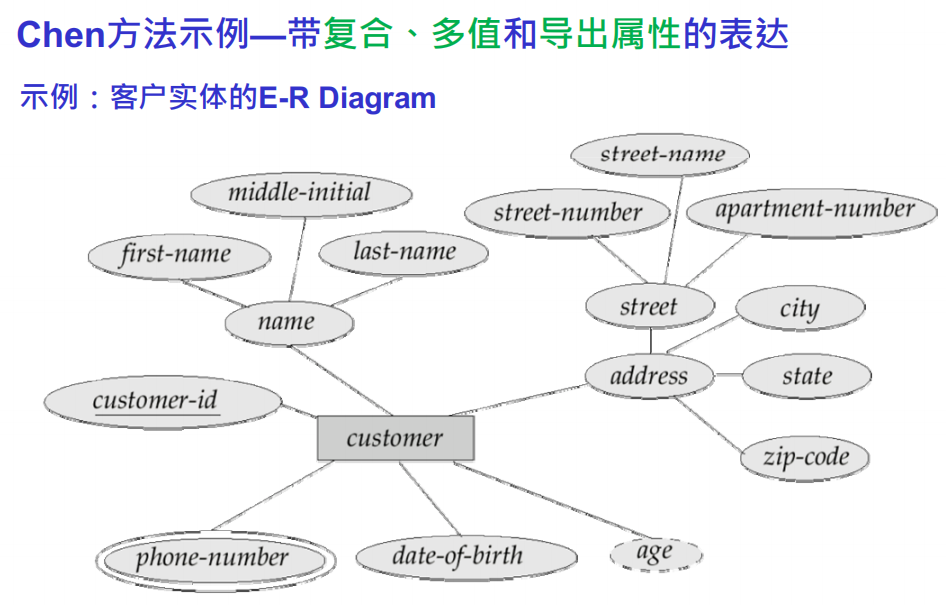 Chen方法示例—带复合、多值和导出属性的表达
示例：客户实体的E-R Diagram
street-name
middle-initial
street-number
apartment-number
first-name
last-name
name
street
city
address
state
customer-id
customer
zip-code
phone-number
date-of-birth
age